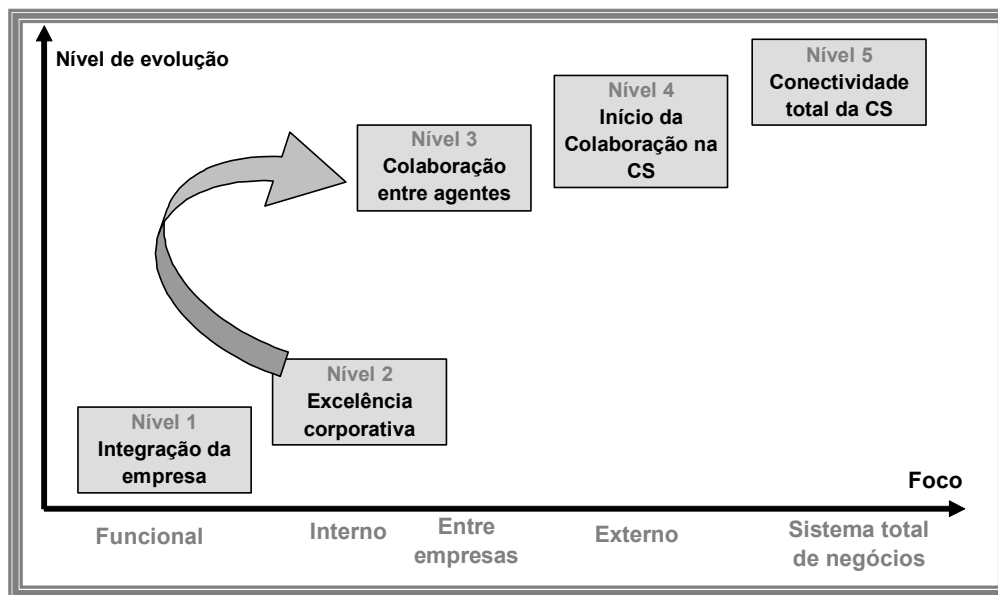 Nível de evolução
Nível 5
Conectividade
total da CS
Nível 4
Início da
Colaboração na
CS
Nível 3
Colaboração
entre agentes
Nível 2
Excelência
corporativa
Nível 1
Integração da
empresa
Foco
Funcional
Interno
Entre
empresas
Externo
Sistema total
de negócios